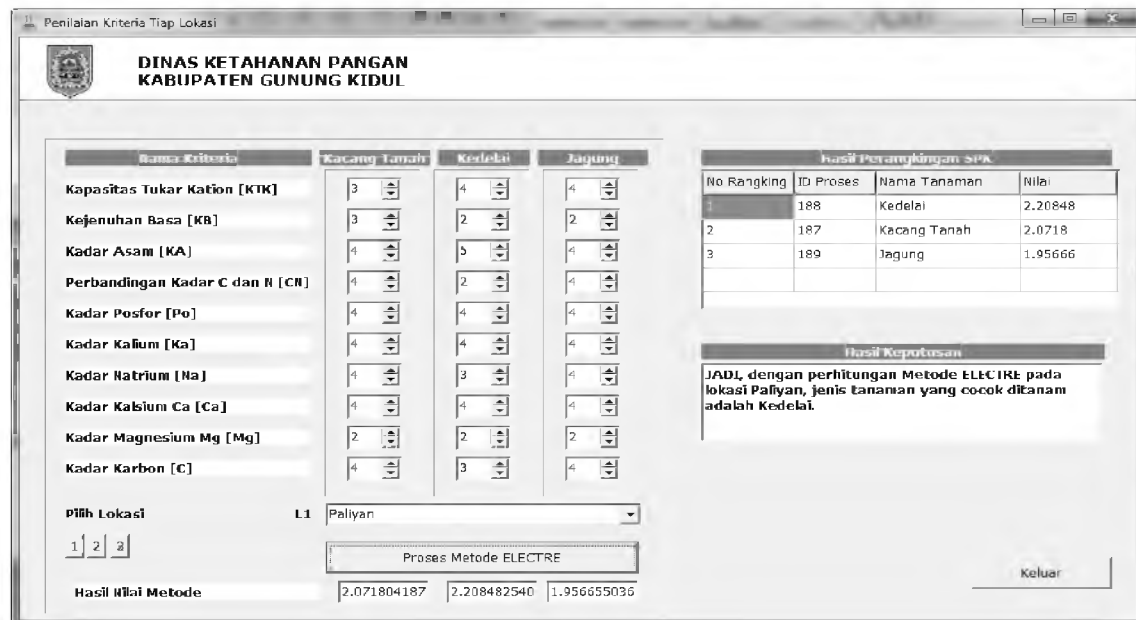 Penilaian Kriteria Tiap Lokasi
DINAS KETAHANAN PANGAN
KABUPATEN GUNUNG KIDUL
Nama Kriteria Kacang Tanah Kedelai Jagung
Kapasitas Tukar Kation [KTK] 3 4 4
Kejenuhan Basa [KB] 3 2 2
Kadar Asam [KA] 4 5 4
Perbandingan Kadar C dan N [CN] 4 2 4
Kadar Posfor [Po] 4 4 4
Kadar Kalium [Ka] 4 4 4
Kadar Natrium [Na] 4 3 4
Kadar Kalsium Ca [Ca] 4 4 4
Kadar Magnesium Mg [Mg] 2 2 2
Kadar Karbon [C] 4 3 4
Pilih Lokasi L1 Paliyan
1 2 3
Proses Metode ELECTRE
Hasil Nilai Metode 2.071804187 2.208482540 1.956655036
Hasil Perangkingan SPK
No Rangking ID Proses Nama Tanaman Nilai
1 188 Kedelai 2.20848
2 187 Kacang Tanah 2.0718
3 189 Jagung 1.95666
Hasil Keputusan
JADI, dengan perhitungan Metode ELECTRE pada
lokasi Paliyan, jenis tanaman yang cocok ditanam
adalah Kedelai.
Keluar